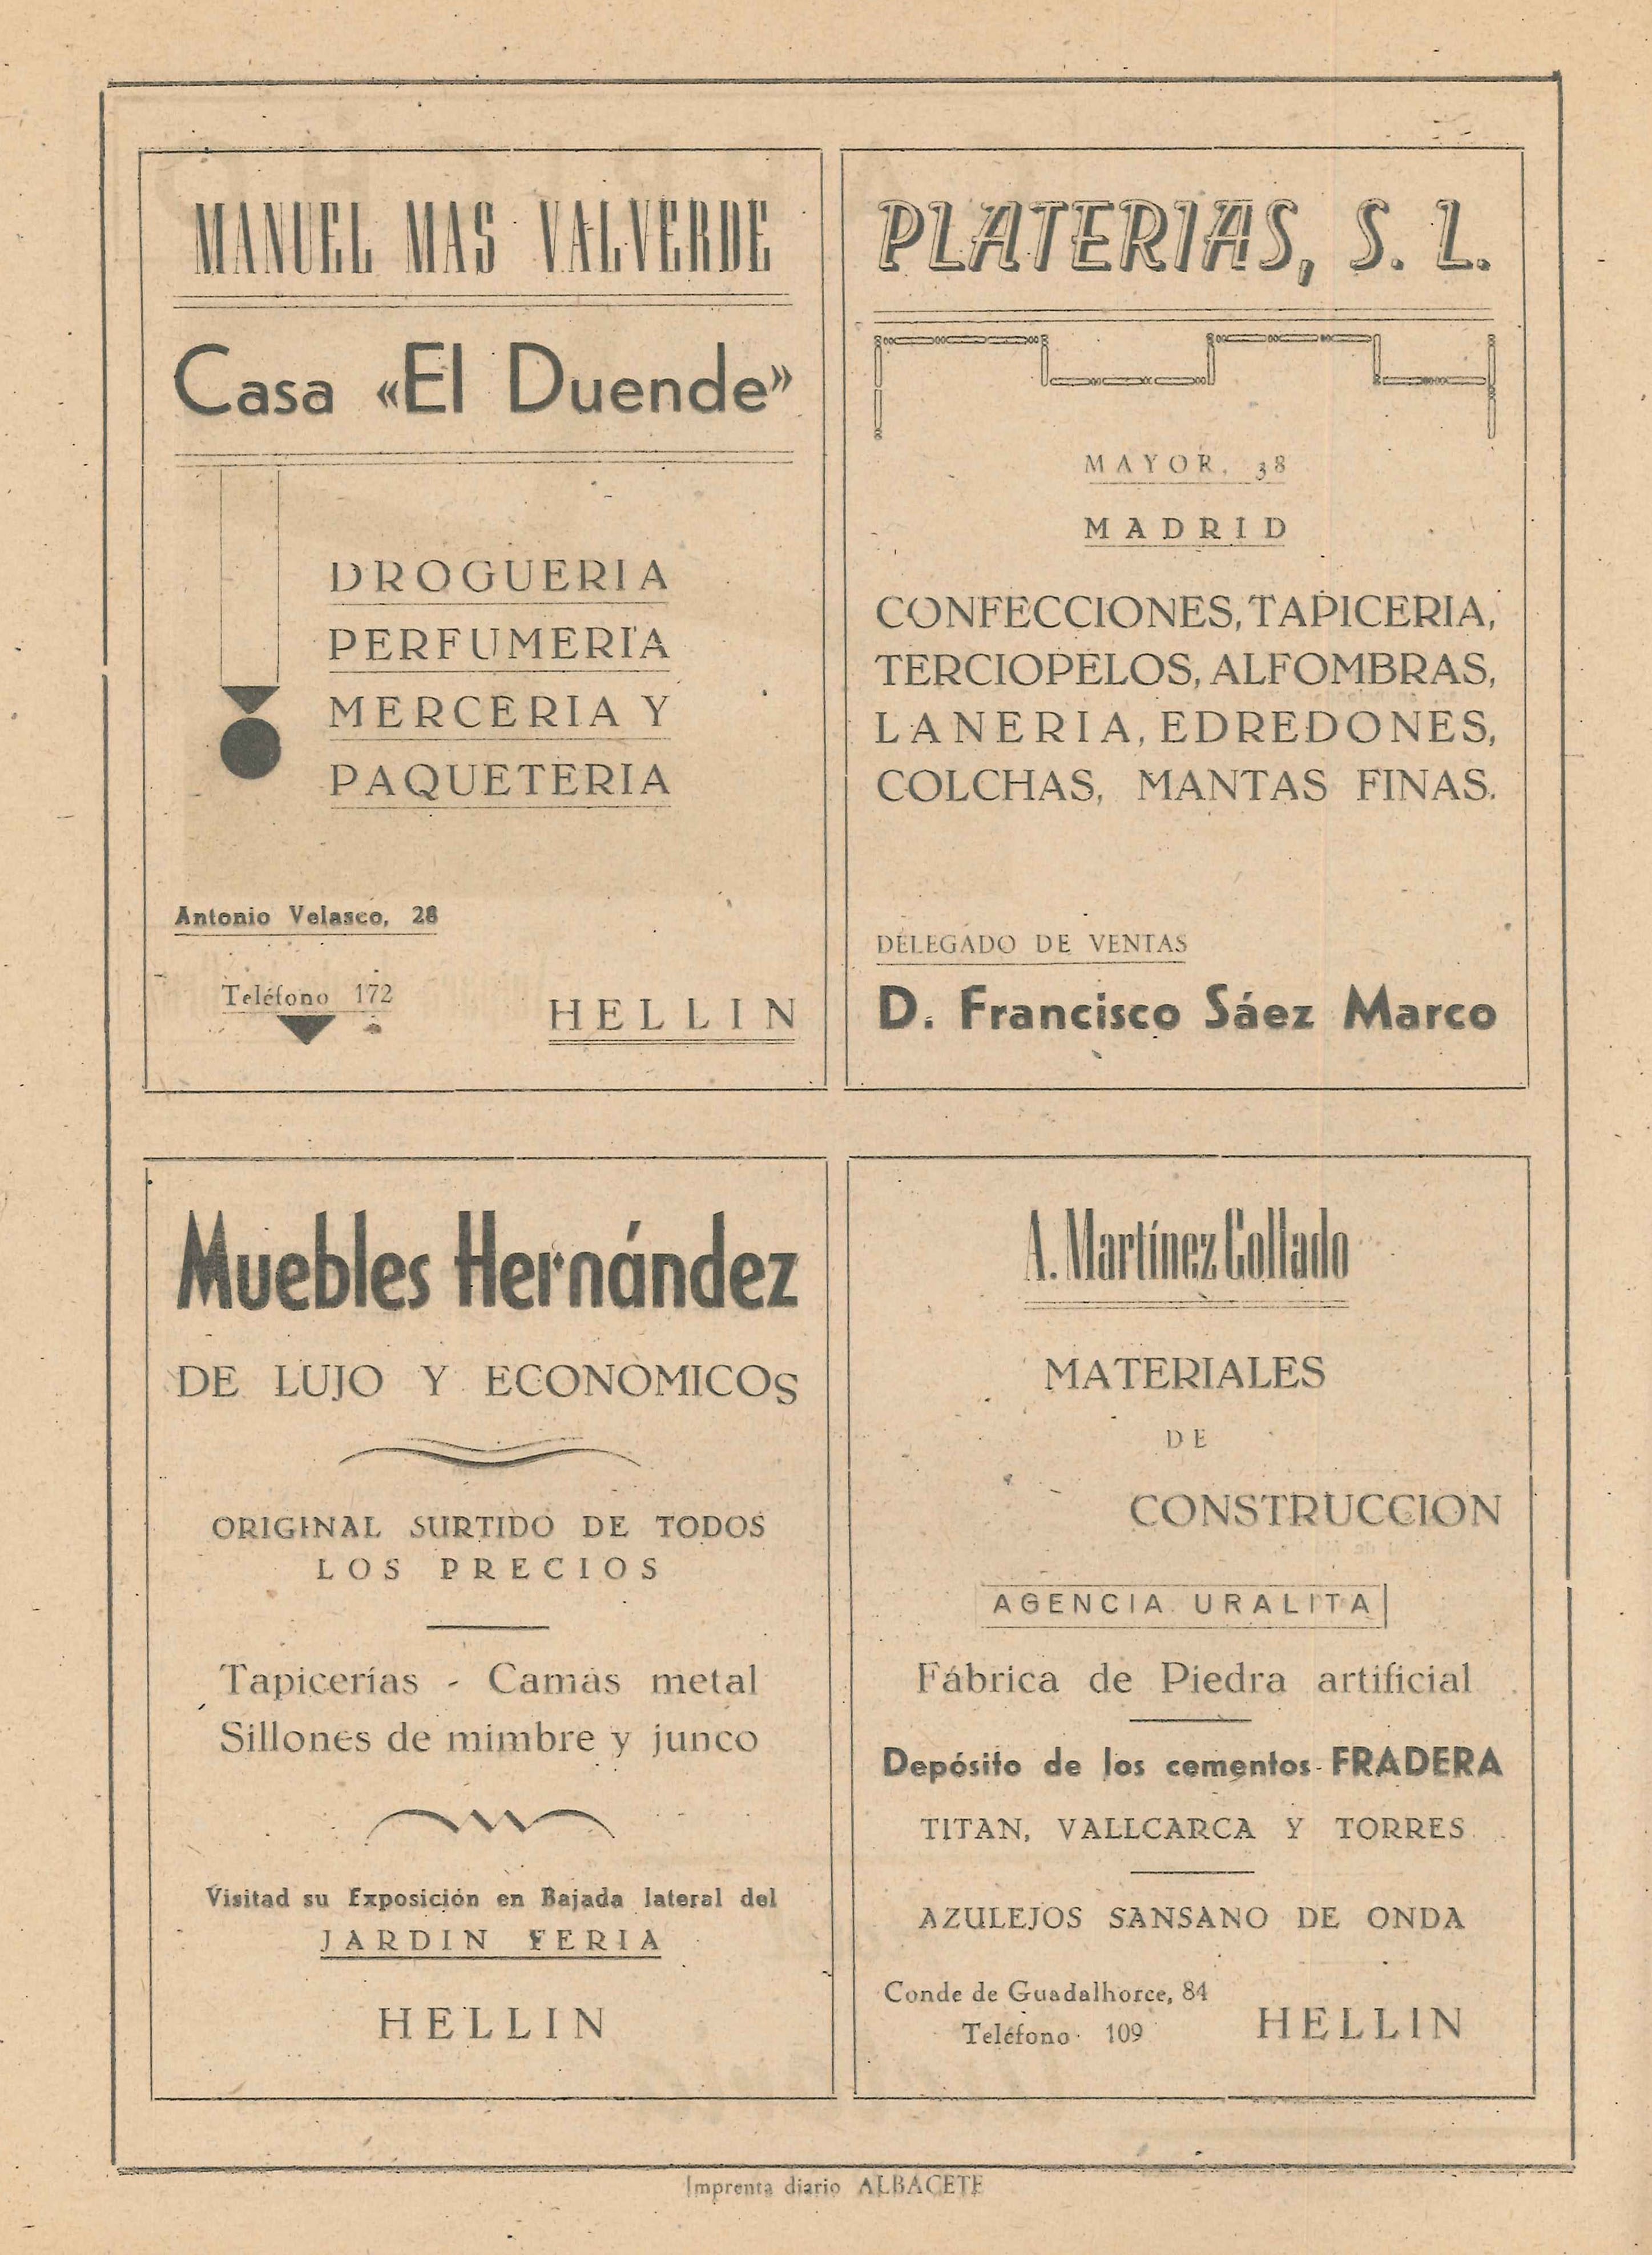 MANUEL MAS VALVERDE
Casa «El Duende»
DROGUERIA
PERFUMERIA
MERCERIA Y
PAQUETERIA
Antonio Velasco, 28
Teléfono 172
HELLIN
PLATERIAS, S. L.
MAYOR, 38
MADRID
CONFECCIONES, TAPICERIA,
TERCIOPELOS, ALFOMBRAS,
LANERIA, EDREDONES,
COLCHAS, MANTAS FINAS.
DELEGADO DE VENTAS
D. Francisco Sáez Marco
Muebles Hernández
DE LUJO Y ECONOMICOS
ORIGINAL SURTIDO DE TODOS
LOS PRECIOS
Tapicerías - Camas metal
Sillones de mimbre y junco
Visitad su Exposición en Bajada lateral del
JARDIN FERIA
HELLIN
A. Martínez Collado
MATERIALES
DE
CONSTRUCCION
AGENCIA URALITA
Fábrica de Piedra artificial
Depósito de los cementos FRADERA
TITAN, VALLCARCA Y TORRES
AZULEJOS SANSANO DE ONDA
Conde de Guadalhorce, 84
Teléfono 109
HELLIN
Imprenta diario ALBACETE